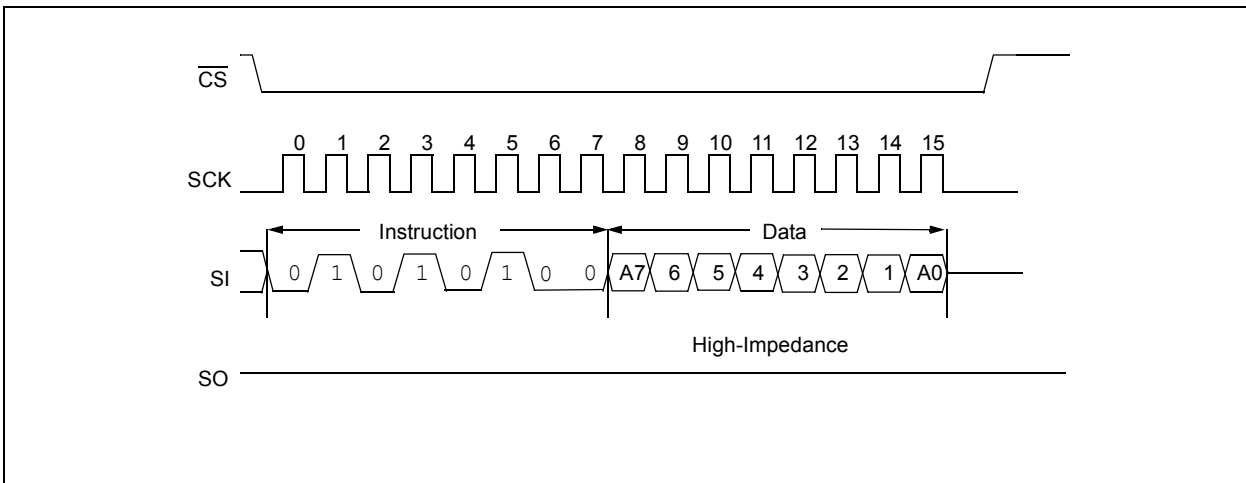 CS
0 1 2 3 4 5 6 7 8 9 10 11 12 13 14 15
SCK
Instruction Data
SI 0 1 0 1 0 1 0 0 A7 6 5 4 3 2 1 A0
High-Impedance
SO